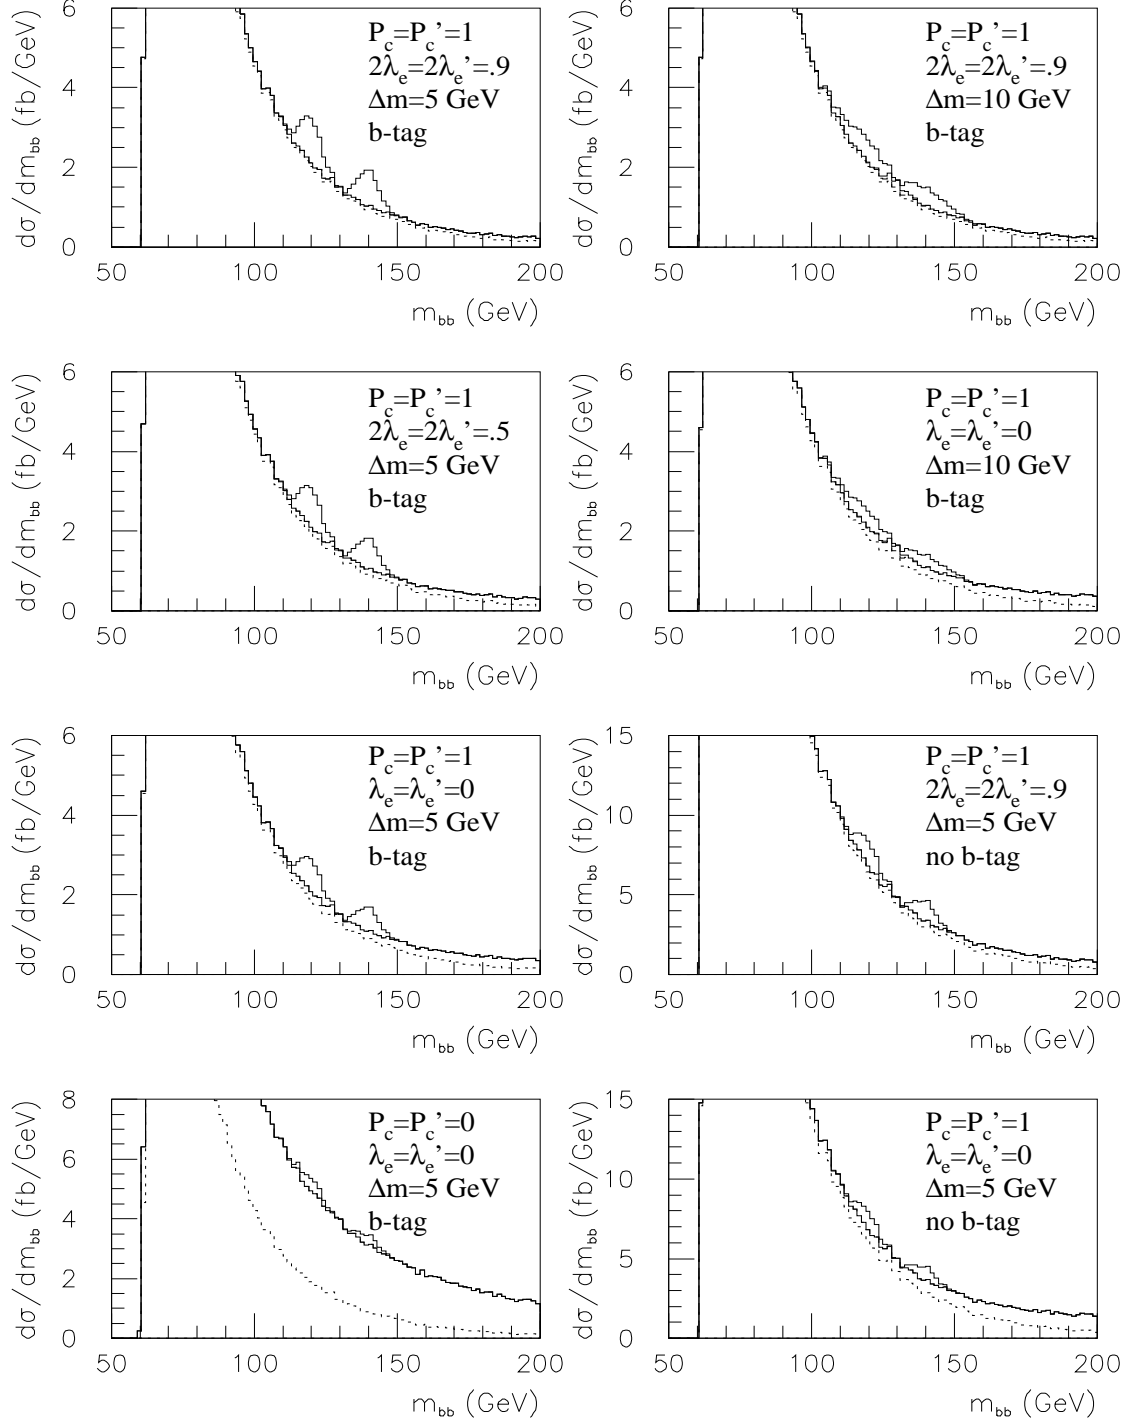 dσ/dm_bb (fb/GeV)
6
4
2
0
P_c=P_c’=1
2λ_e=2λ_e’=.9
Δm=5 GeV
b-tag
50 100 150 200
m_bb (GeV)
dσ/dm_bb (fb/GeV)
6
4
2
0
P_c=P_c’=1
2λ_e=2λ_e’=.9
Δm=10 GeV
b-tag
50 100 150 200
m_bb (GeV)
dσ/dm_bb (fb/GeV)
6
4
2
0
P_c=P_c’=1
2λ_e=2λ_e’=.5
Δm=5 GeV
b-tag
50 100 150 200
m_bb (GeV)
dσ/dm_bb (fb/GeV)
6
4
2
0
P_c=P_c’=1
λ_e=λ_e’=0
Δm=10 GeV
b-tag
50 100 150 200
m_bb (GeV)
dσ/dm_bb (fb/GeV)
6
4
2
0
P_c=P_c’=1
λ_e=λ_e’=0
Δm=5 GeV
b-tag
50 100 150 200
m_bb (GeV)
dσ/dm_bb (fb/GeV)
15
10
5
0
P_c=P_c’=1
2λ_e=2λ_e’=.9
Δm=5 GeV
no b-tag
50 100 150 200
m_bb (GeV)
dσ/dm_bb (fb/GeV)
8
6
4
2
0
P_c=P_c’=0
λ_e=λ_e’=0
Δm=5 GeV
b-tag
50 100 150 200
m_bb (GeV)
dσ/dm_bb (fb/GeV)
15
10
5
0
P_c=P_c’=1
λ_e=λ_e’=0
Δm=5 GeV
no b-tag
50 100 150 200
m_bb (GeV)